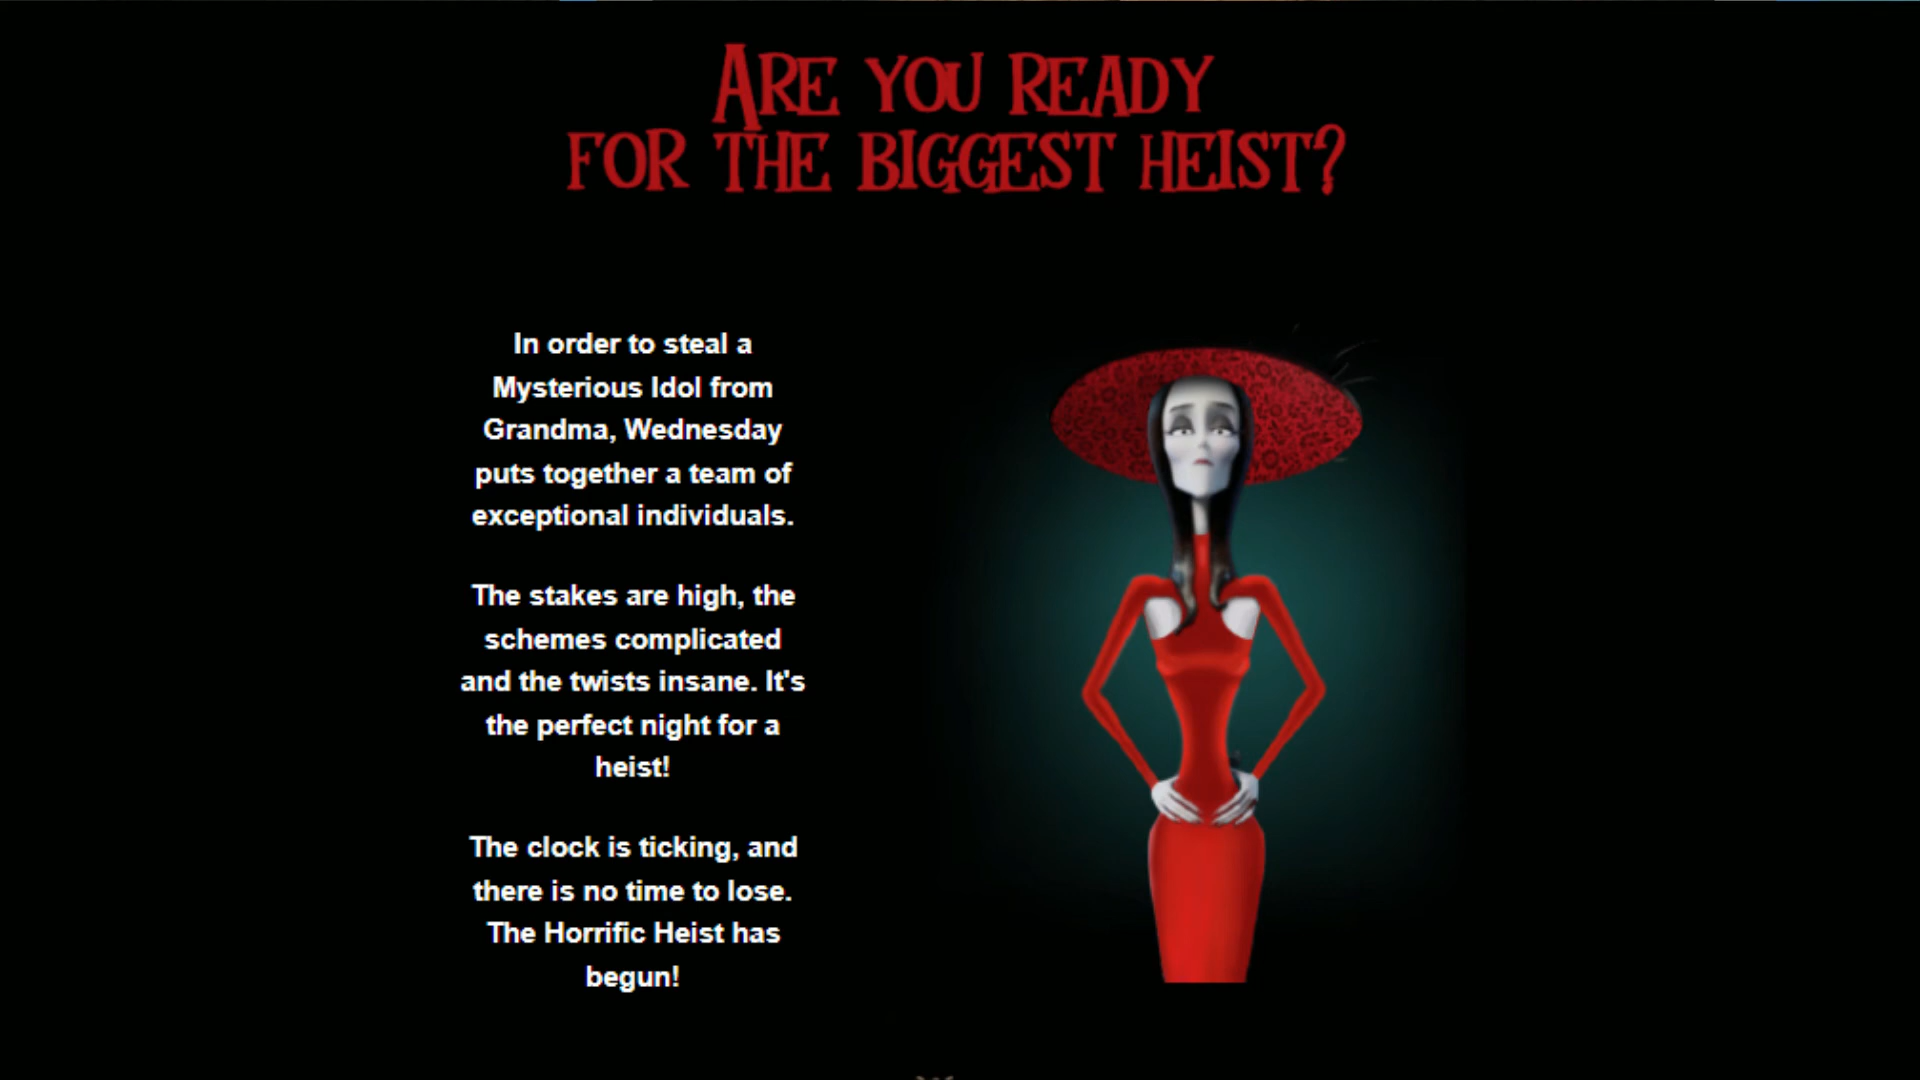 ARE YOU READY
FOR THE BIGGEST HEIST?
In order to steal a
Mysterious Idol from
Grandma, Wednesday
puts together a team of
exceptional individuals.
The stakes are high, the
schemes complicated
and the twists insane. It's
the perfect night for a
heist!
The clock is ticking, and
there is no time to lose.
The Horrific Heist has
begun!